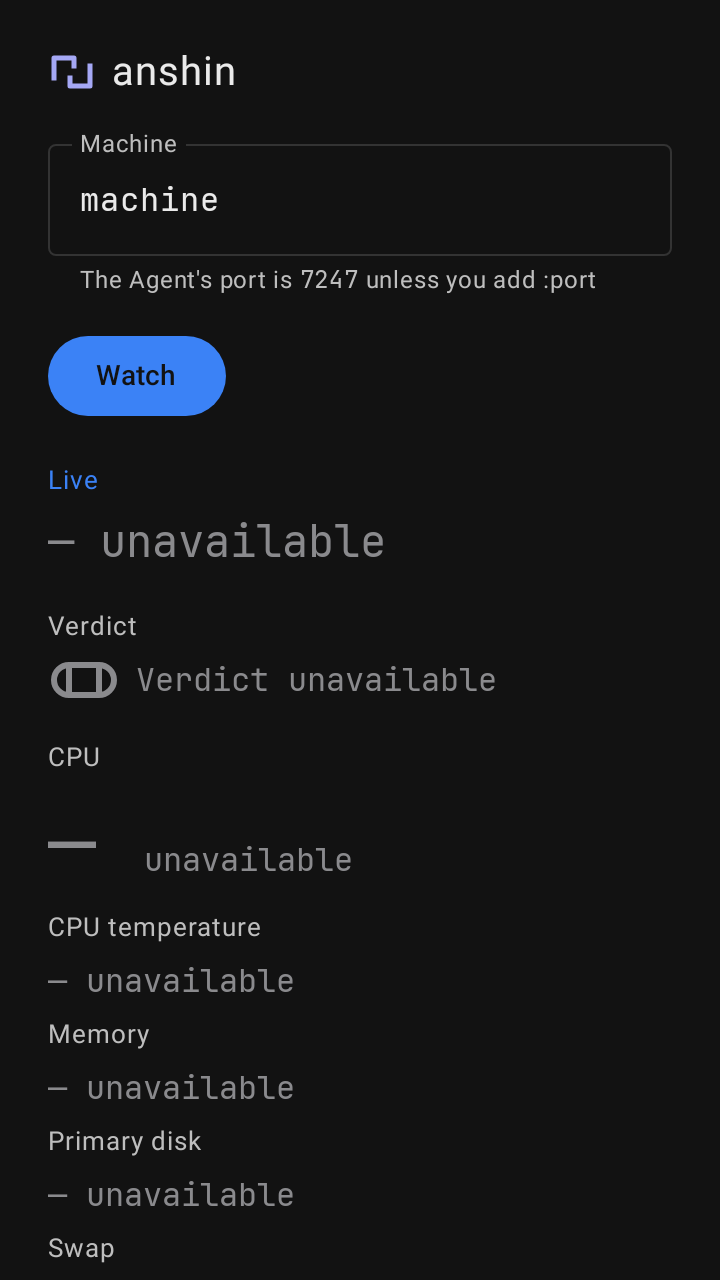 anshin
Machine
machine
The Agent's port is 7247 unless you add :port
Watch
Live
— unavailable
Verdict
Verdict unavailable
CPU
— unavailable
CPU temperature
— unavailable
Memory
— unavailable
Primary disk
— unavailable
Swap